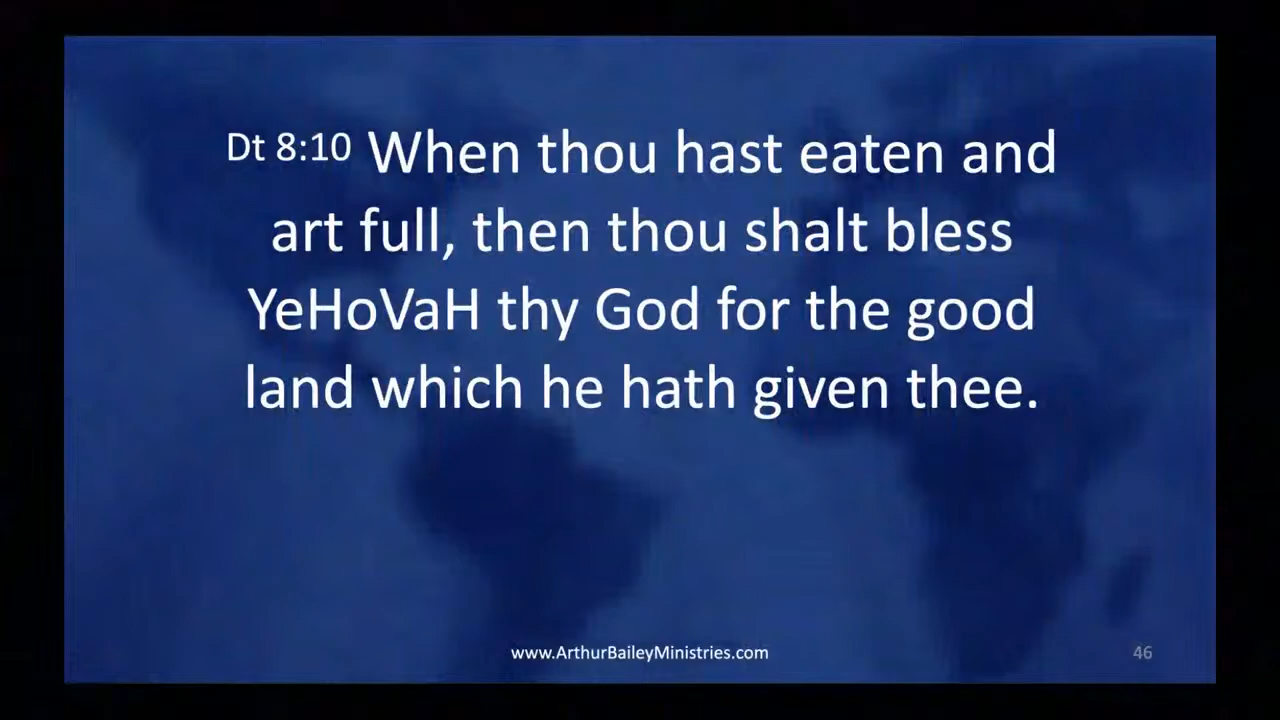 Dt 8:10 When thou hast eaten and
art full, then thou shalt bless
YeHoVaH thy God for the good
land which he hath given thee.
www.ArthurBaileyMinistries.com
46